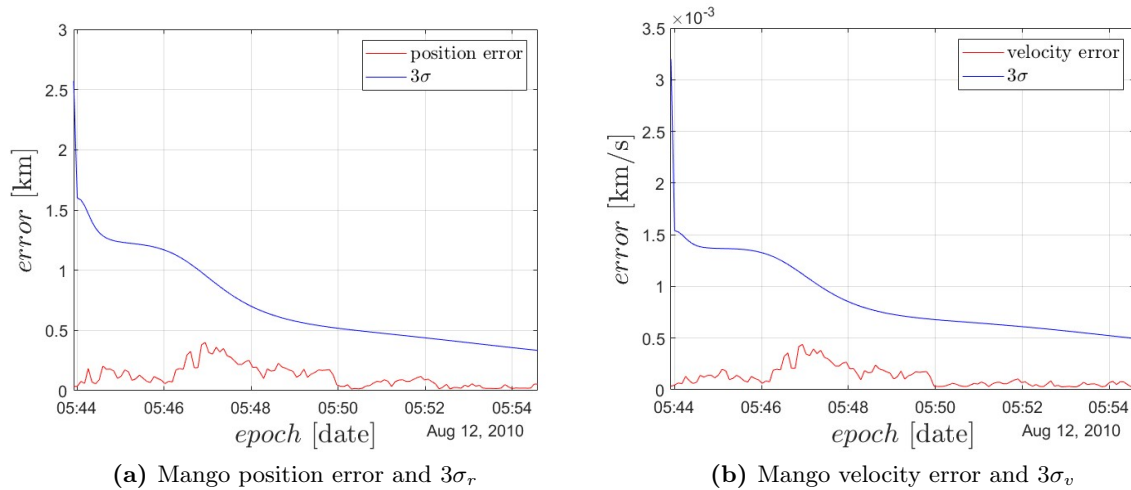 3
2.5
2
1.5
1
0.5
0
error [km]
position error
3σ
05:44 05:46 05:48 05:50 05:52 05:54
epoch [date]
Aug 12, 2010
(a) Mango position error and 3σ_r
×10^-3
3.5
3
2.5
2
1.5
1
0.5
0
error [km/s]
velocity error
3σ
05:44 05:46 05:48 05:50 05:52 05:54
epoch [date]
Aug 12, 2010
(b) Mango velocity error and 3σ_v